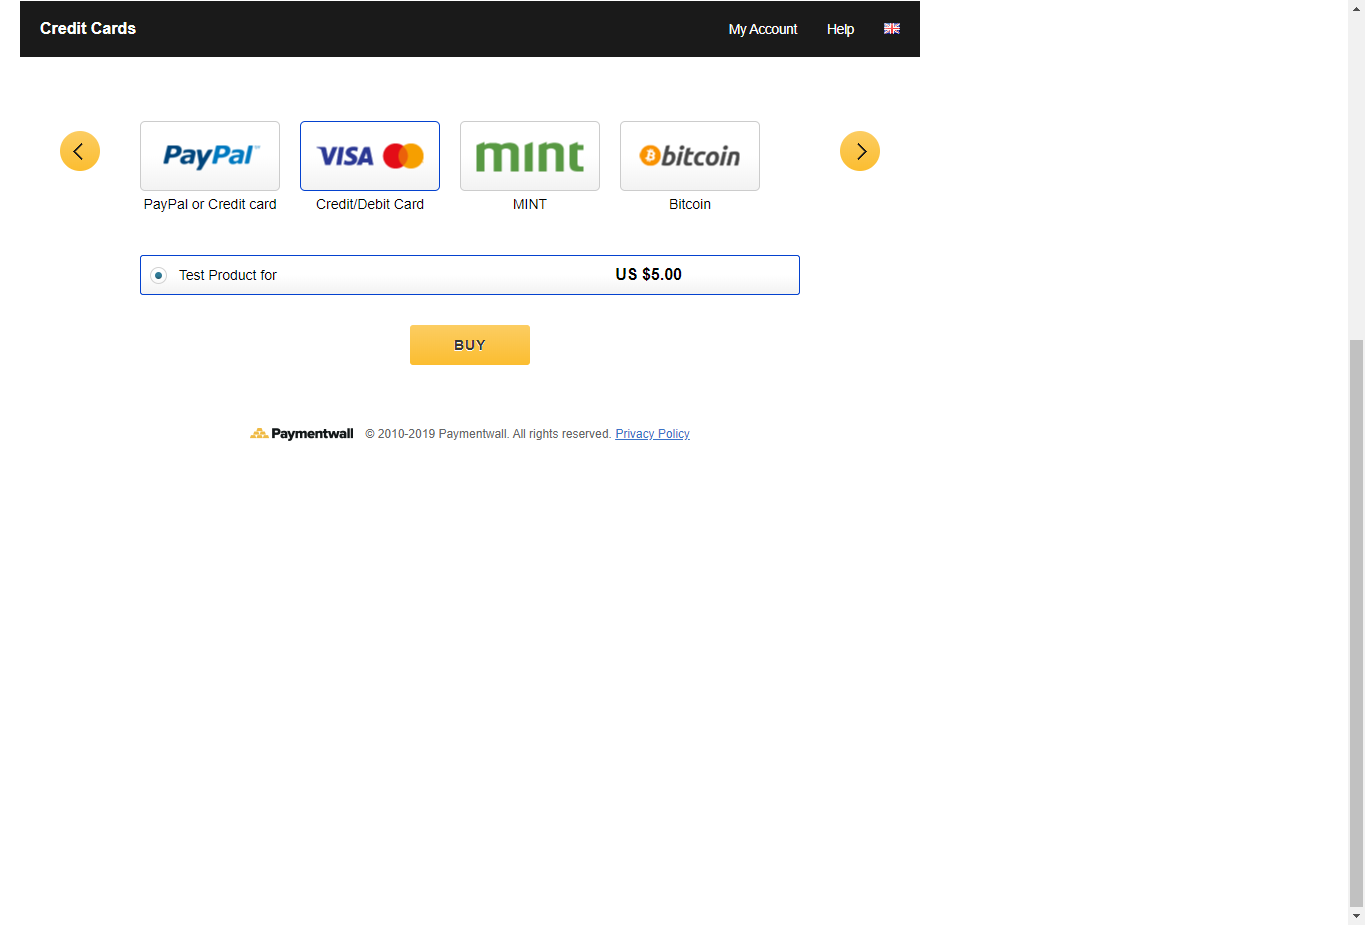 Credit Cards My Account Help
PayPal™ VISA mint bitcoin
PayPal or Credit card Credit/Debit Card MINT Bitcoin
Test Product for US $5.00
BUY
Paymentwall © 2010-2019 Paymentwall. All rights reserved. Privacy Policy